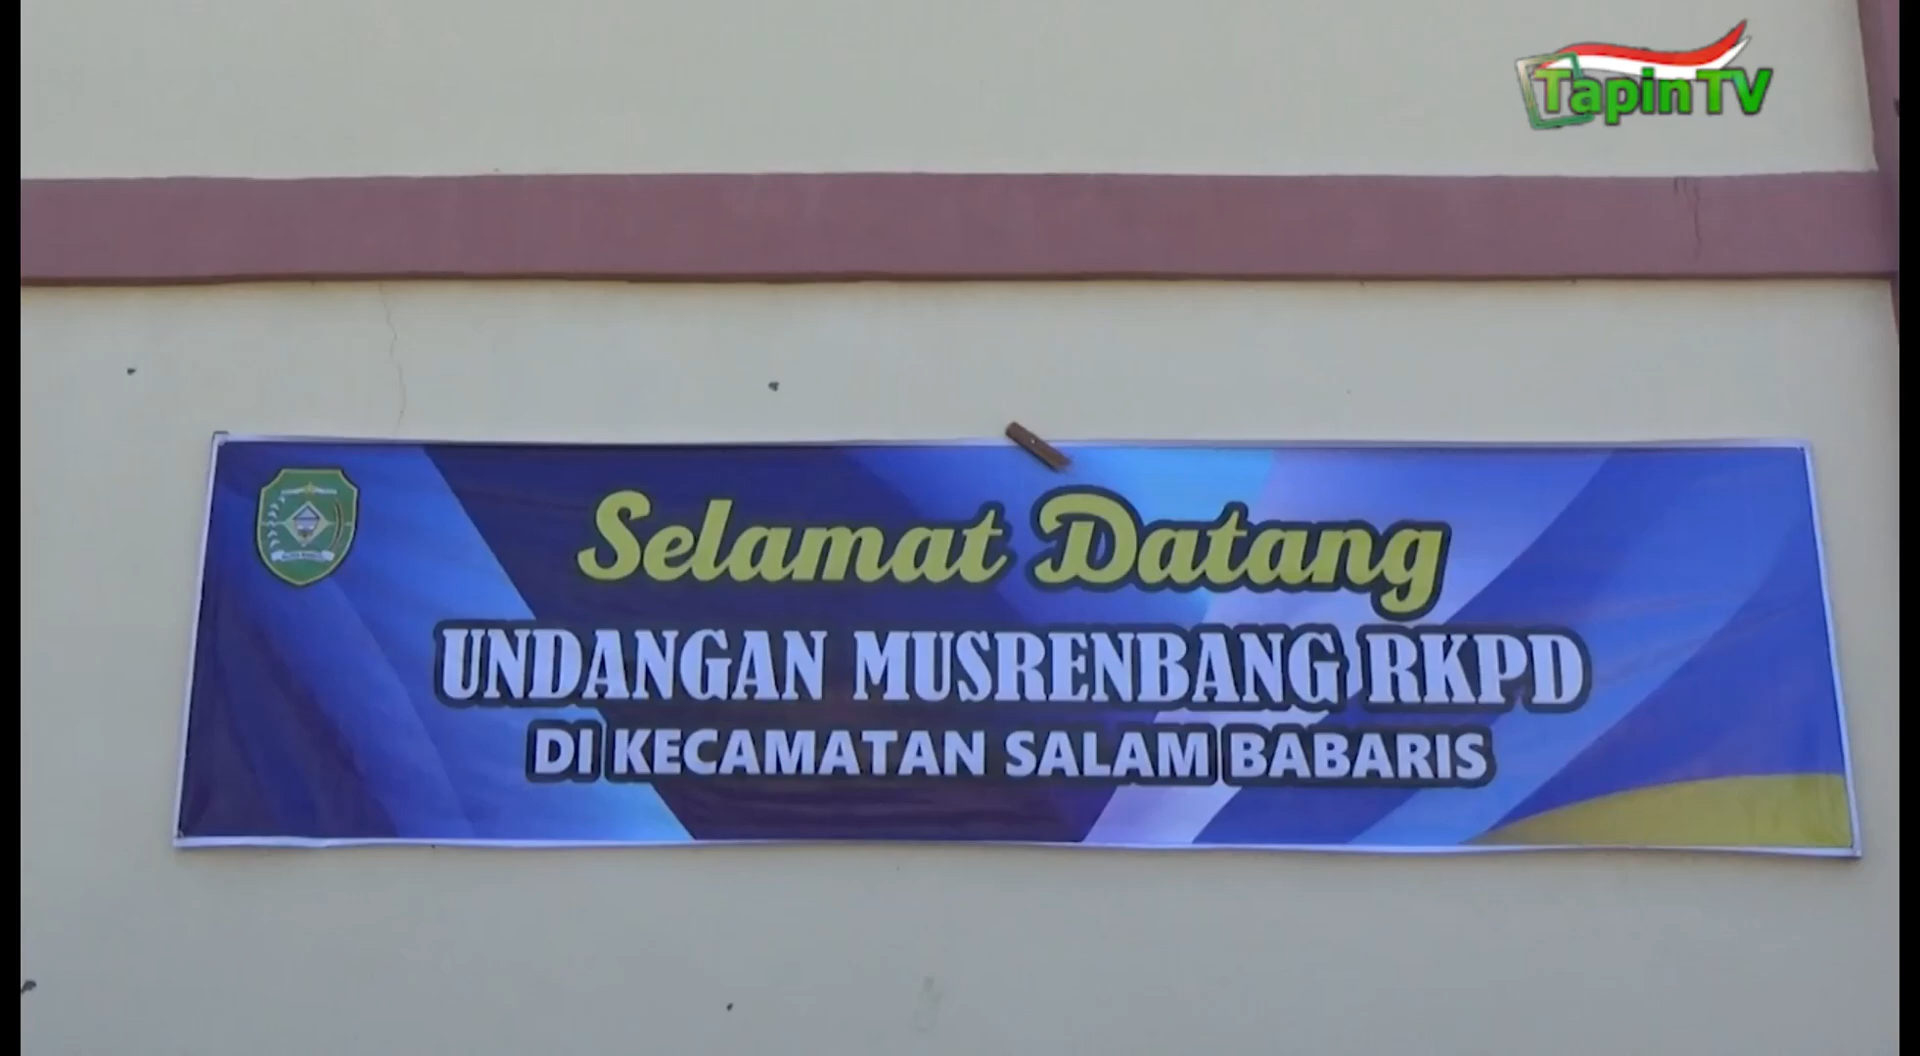 TapinTV
Selamat Datang
UNDANGAN MUSRENBANG RKPD
DI KECAMATAN SALAM BABARIS